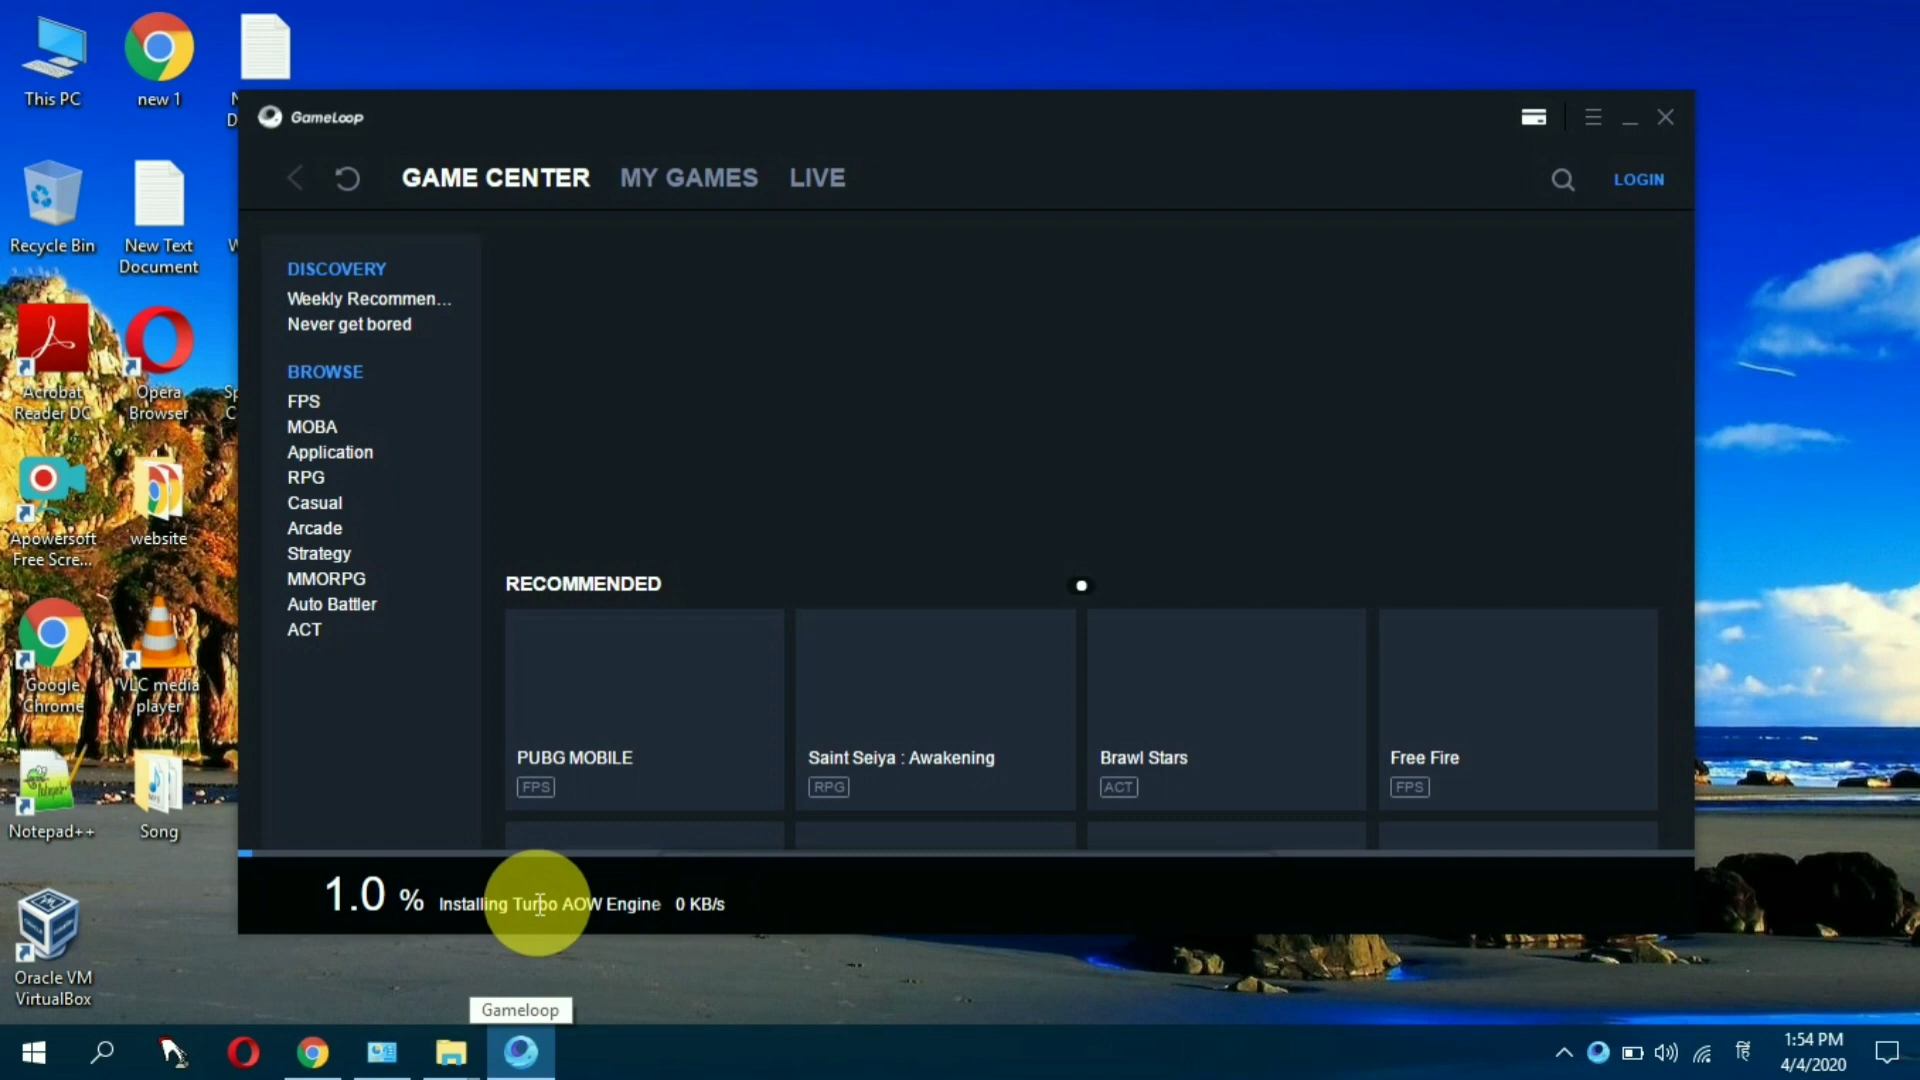 This PC
new 1
N
D
Recycle Bin
New Text
Document
W
Acrobat
Reader DC
Opera
Browser
Sp
C
Apowersoft
Free Scre...
website
Google
Chrome
VLC media
player
Notepad++
Song
Oracle VM
VirtualBox
GameLoop
GAME CENTER MY GAMES LIVE
LOGIN
DISCOVERY
Weekly Recommen...
Never get bored
BROWSE
FPS
MOBA
Application
RPG
Casual
Arcade
Strategy
MMORPG
Auto Battler
ACT
RECOMMENDED
PUBG MOBILE
FPS
Saint Seiya : Awakening
RPG
Brawl Stars
ACT
Free Fire
FPS
1.0 % Installing Turbo AOW Engine 0 KB/s
Gameloop
हिं
1:54 PM
4/4/2020